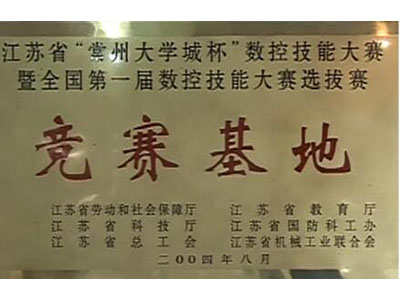 江苏省“常州大学城杯”数控技能大赛
暨全国第一届数控技能大赛选拔赛
竞赛基地
江苏省劳动和社会保障厅 江苏省教育厅
江苏省科技厅 江苏省国防科工办
江苏省总工会 江苏省机械工业联合会
二00四年八月